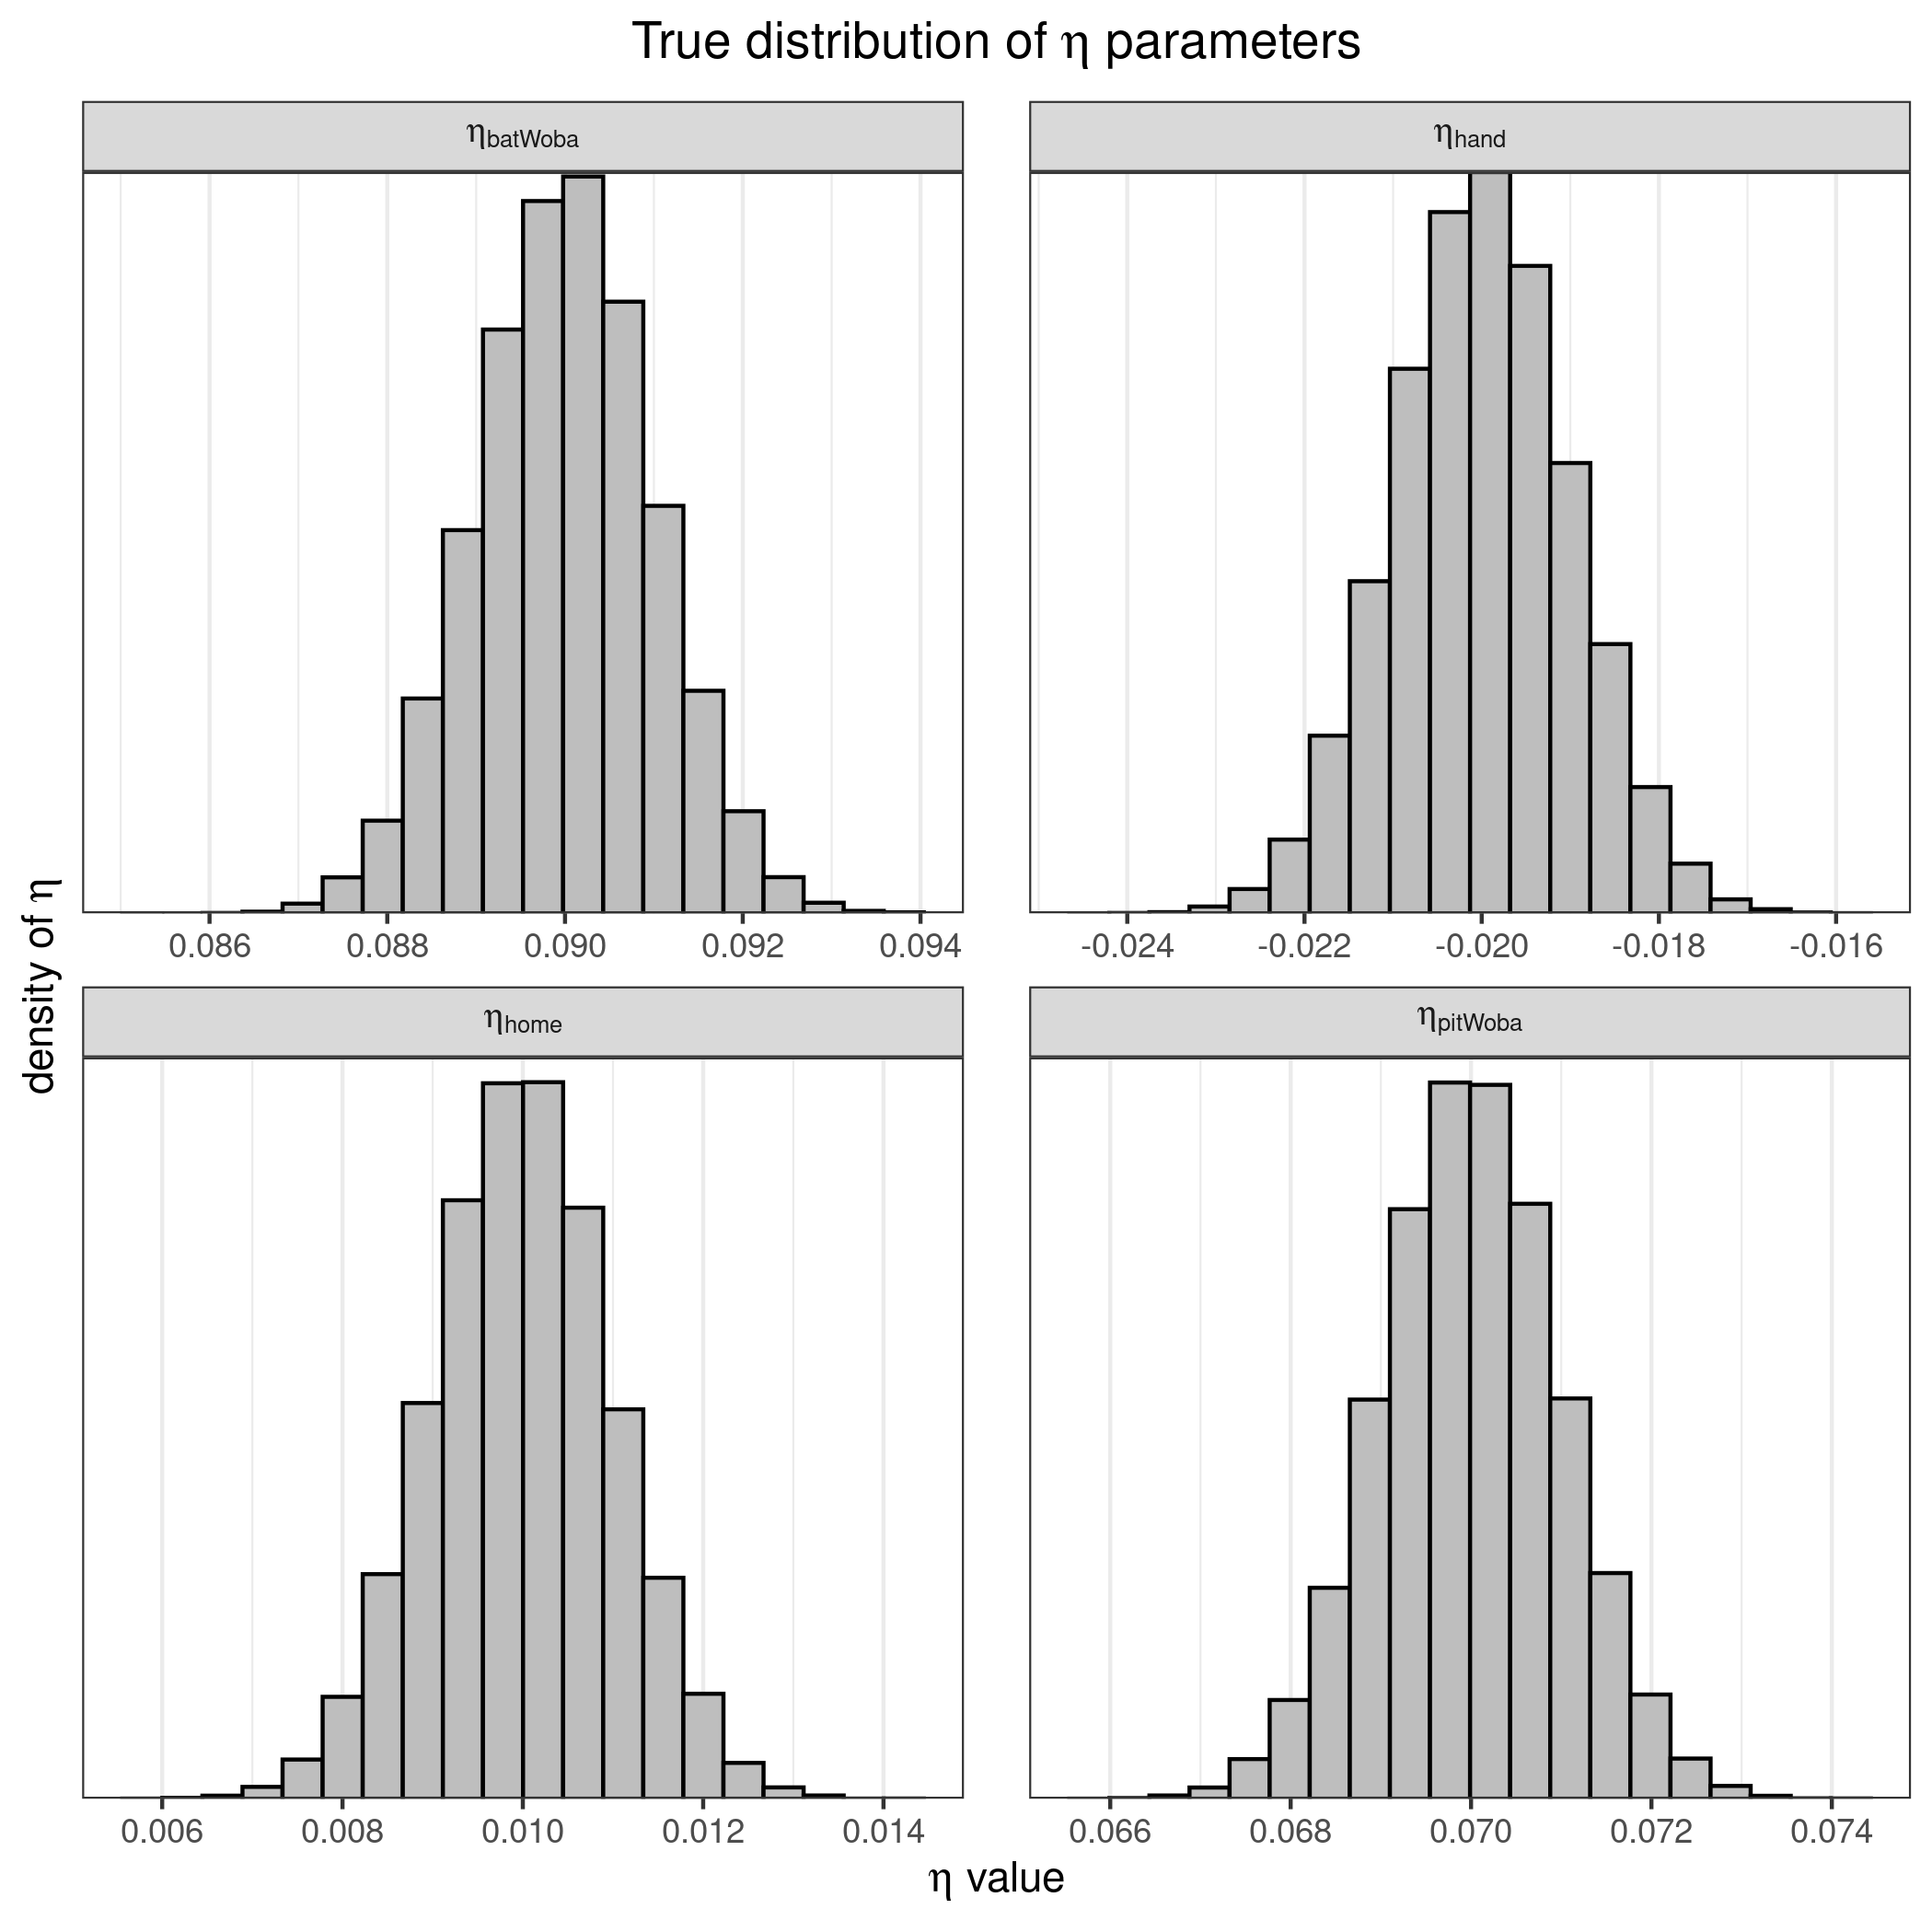 True distribution of η parameters
ηbatWoba
ηhand
0.086 0.088 0.090 0.092 0.094
-0.024 -0.022 -0.020 -0.018 -0.016
density of η
ηhome
ηpitWoba
0.006 0.008 0.010 0.012 0.014
0.066 0.068 0.070 0.072 0.074
η value